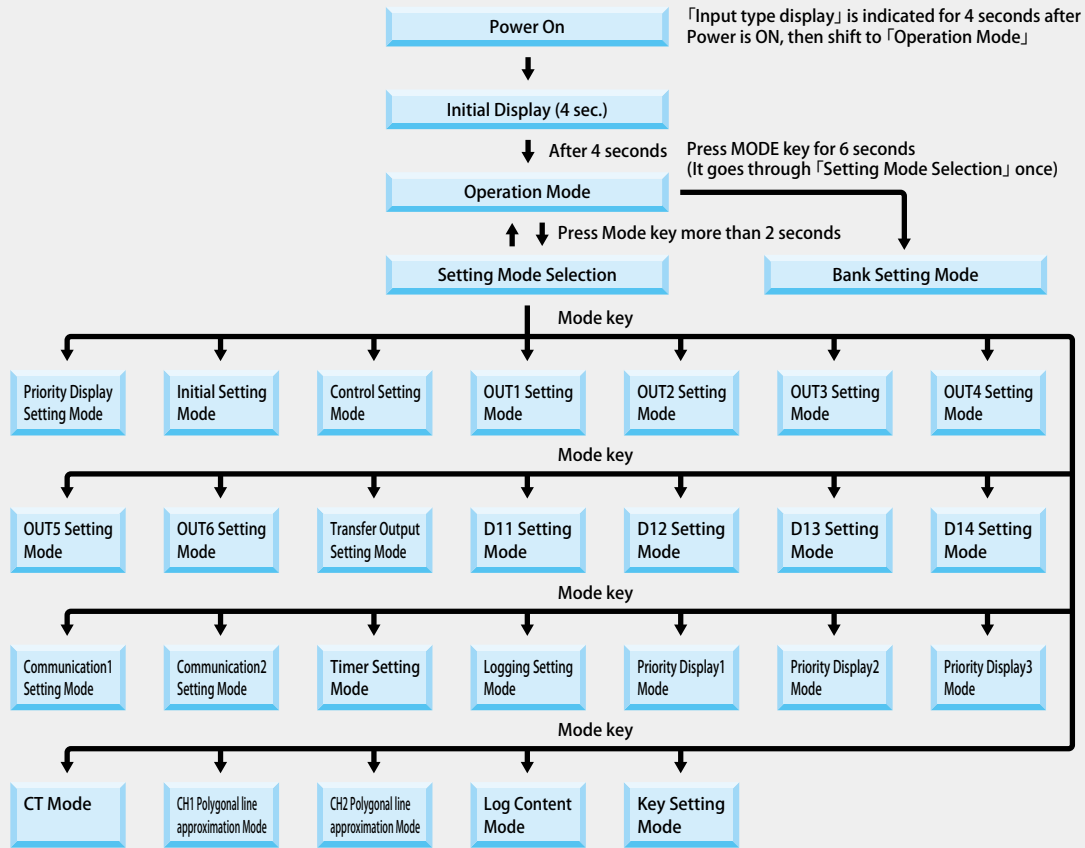 Power On
「Input type display」 is indicated for 4 seconds after
Power is ON, then shift to 「Operation Mode」
Initial Display (4 sec.)
After 4 seconds
Press MODE key for 6 seconds
(It goes through 「Setting Mode Selection」 once)
Operation Mode
Press Mode key more than 2 seconds
Setting Mode Selection
Bank Setting Mode
Mode key
Priority Display
Setting Mode
Initial Setting
Mode
Control Setting
Mode
OUT1 Setting
Mode
OUT2 Setting
Mode
OUT3 Setting
Mode
OUT4 Setting
Mode
Mode key
OUT5 Setting
Mode
OUT6 Setting
Mode
Transfer Output
Setting Mode
D11 Setting
Mode
D12 Setting
Mode
D13 Setting
Mode
D14 Setting
Mode
Mode key
Communication1
Setting Mode
Communication2
Setting Mode
Timer Setting
Mode
Logging Setting
Mode
Priority Display1
Mode
Priority Display2
Mode
Priority Display3
Mode
Mode key
CT Mode
CH1 Polygonal line
approximation Mode
CH2 Polygonal line
approximation Mode
Log Content
Mode
Key Setting
Mode